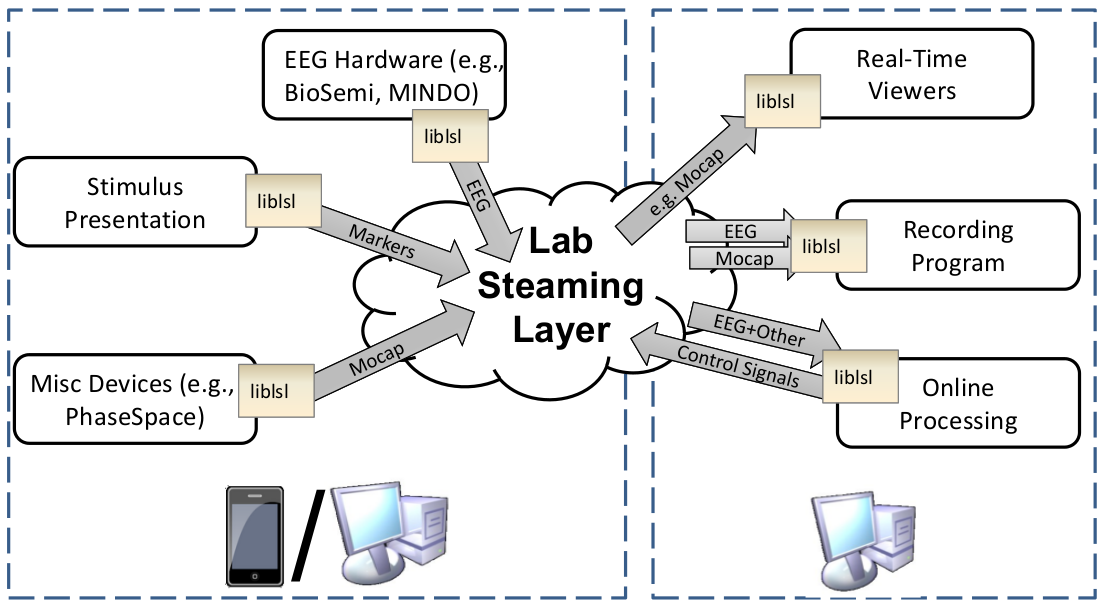 EEG Hardware (e.g.,
BioSemi, MINDO)
liblsl
EEG
Stimulus
Presentation
liblsl
Markers
Misc Devices (e.g.,
PhaseSpace)
liblsl
Mocap
Lab
Steaming
Layer
Real-Time
Viewers
liblsl
e.g. Mocap
Recording
Program
liblsl
EEG
Mocap
Online
Processing
liblsl
EEG+Other
Control Signals
/